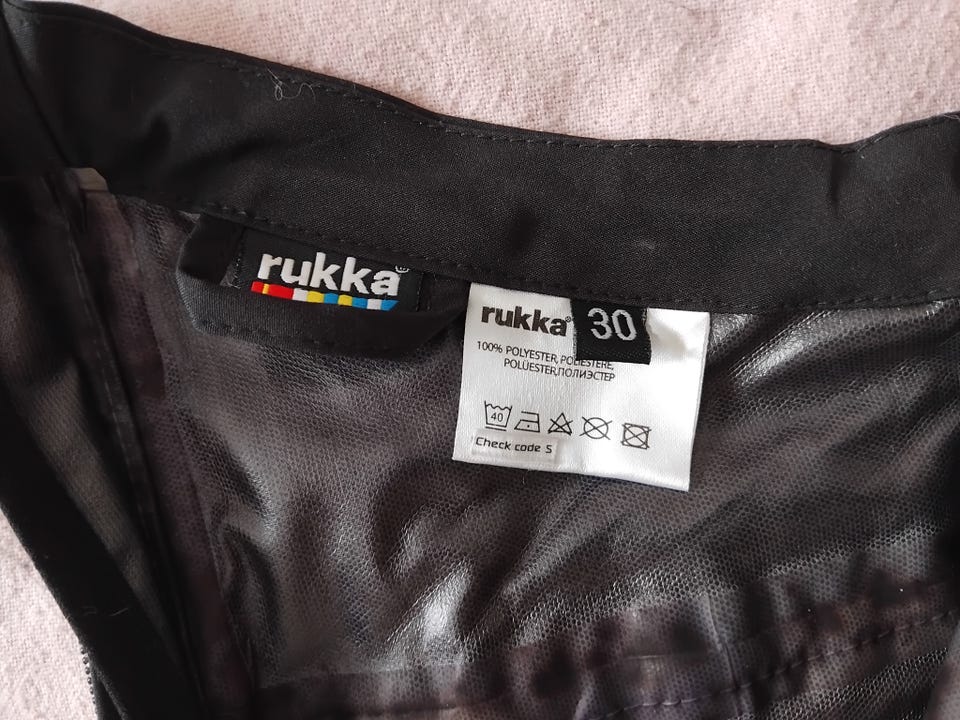 rukka®
rukka® 30
100% POLYESTER, POLIESTERE,
POLÜESTER,ПОЛИЭСТЕР
40
Check code S